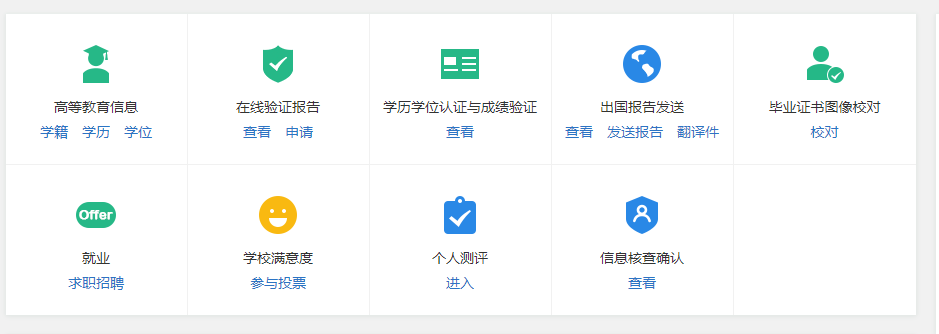 高等教育信息
学籍 学历 学位
在线验证报告
查看 申请
学历学位认证与成绩验证
查看
出国报告发送
查看 发送报告 翻译件
毕业证书图像校对
校对
Offer
就业
求职招聘
学校满意度
参与投票
个人测评
进入
信息核查确认
查看